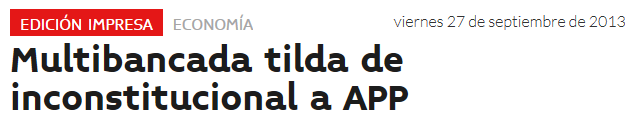 EDICIÓN IMPRESA ECONOMÍA viernes 27 de septiembre de 2013
Multibancada tilda de
inconstitucional a APP